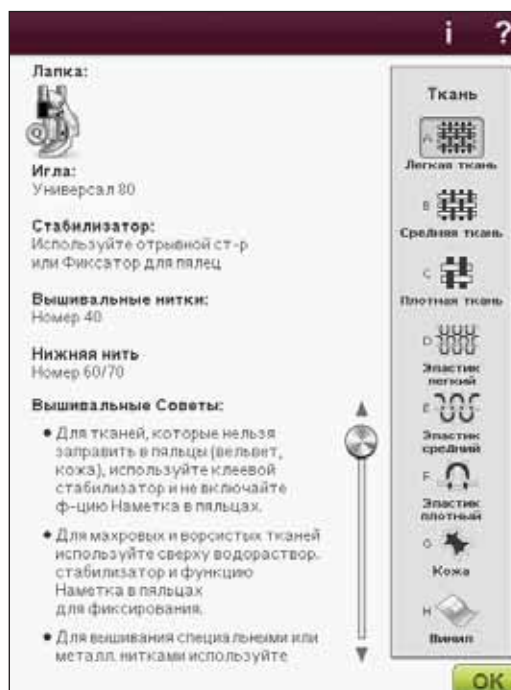 i ?
Лапка:
Игла:
Универсал 80
Стабилизатор:
Используйте отрывной ст-р
или Фиксатор для пялец
Вышивальные нитки:
Номер 40
Нижняя нить
Номер 60/70
Вышивальные Советы:
• Для тканей, которые нельзя
заправить в пяльцы (вельвет,
кожа), используйте клеевой
стабилизатор и не включайте
ф-цию Наметка в пяльцах.
• Для махровых и ворсистых тканей
используйте сверху водораствор.
стабилизатор и функцию
Наметка в пяльцах
для фиксирования.
• Для вышивания специальными или
металл. нитками используйте
Ткань
A
Легкая ткань
B
Средняя ткань
C
Плотная ткань
D
Эластик
легкий
E
Эластик
средний
F
Эластик
плотный
G
Кожа
H
Винил
OK